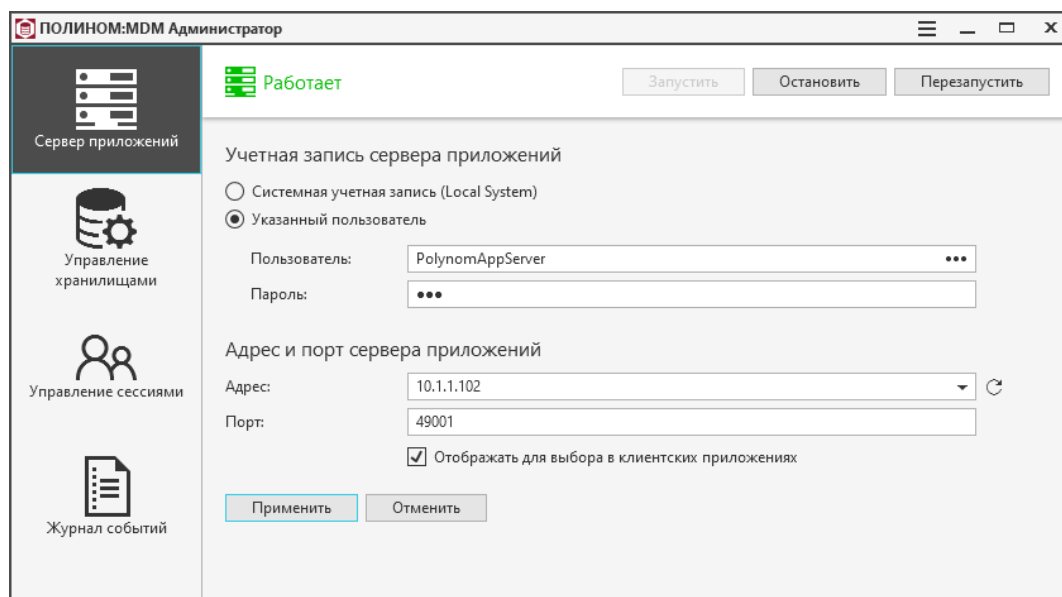 ПОЛИНОМ:MDM Администратор
Сервер приложений
Управление
хранилищами
Управление сессиями
Журнал событий
Работает
Запустить
Остановить
Перезапустить
Учетная запись сервера приложений
Системная учетная запись (Local System)
Указанный пользователь
Пользователь:
PolynomAppServer
•••
Пароль:
•••
Адрес и порт сервера приложений
Адрес:
10.1.1.102
Порт:
49001
Отображать для выбора в клиентских приложениях
Применить
Отменить